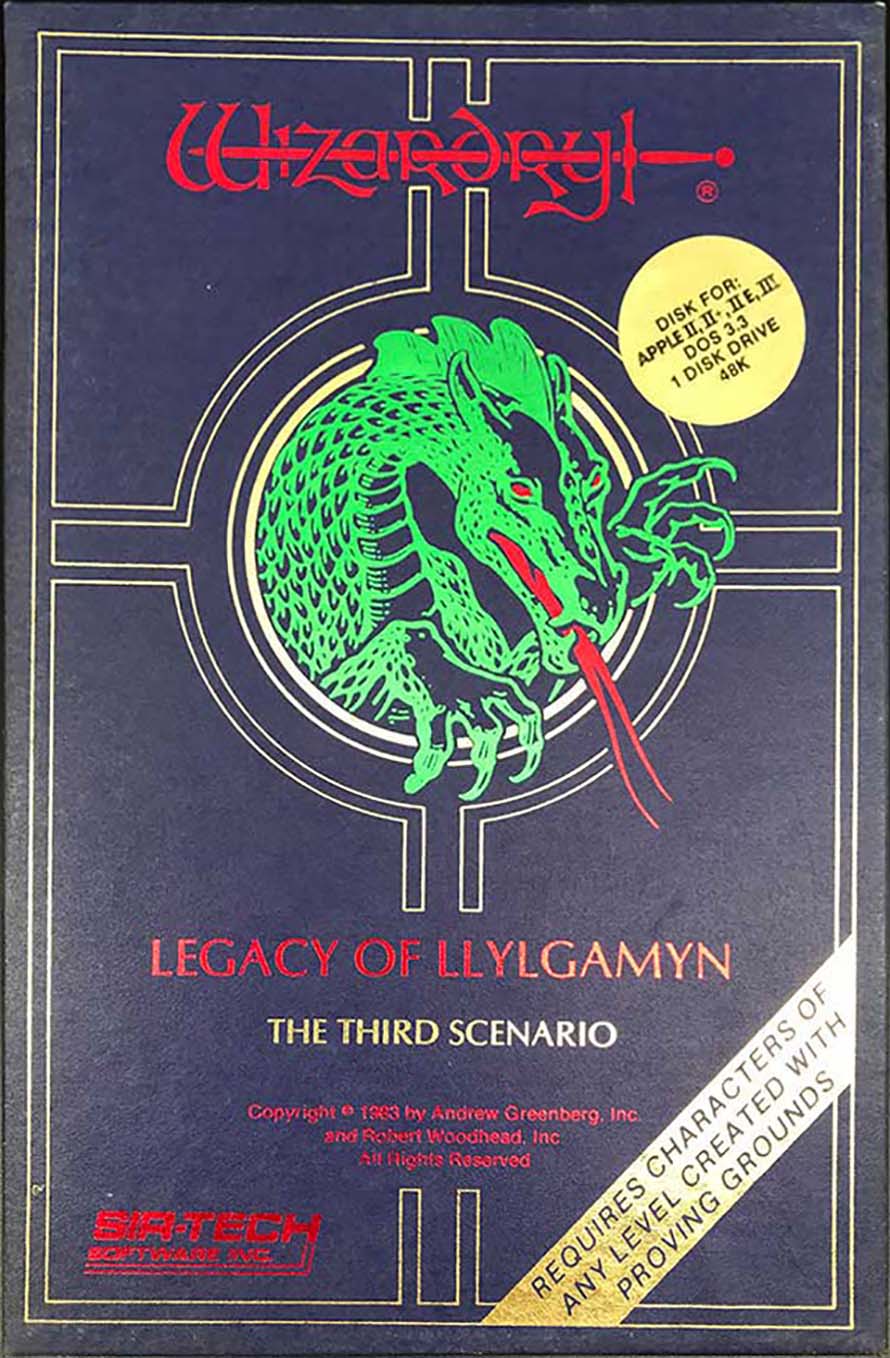 Wizardry
®
DISK FOR:
APPLE II, II+, II E, III
DOS 3.3
1 DISK DRIVE
48K
LEGACY OF LLYLGAMYN
THE THIRD SCENARIO
Copyright © 1983 by Andrew Greenberg, Inc.
and Robert Woodhead, Inc
All Rights Reserved
SIR-TECH
SOFTWARE INC.
REQUIRES CHARACTERS OF
ANY LEVEL CREATED WITH
PROVING GROUNDS